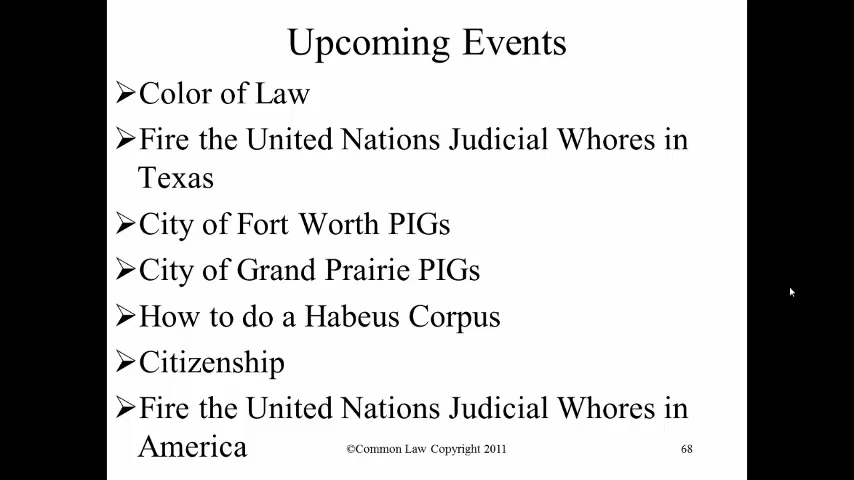 Upcoming Events
➢Color of Law
➢Fire the United Nations Judicial Whores in
Texas
➢City of Fort Worth PIGs
➢City of Grand Prairie PIGs
➢How to do a Habeus Corpus
➢Citizenship
➢Fire the United Nations Judicial Whores in
America
©Common Law Copyright 2011
68